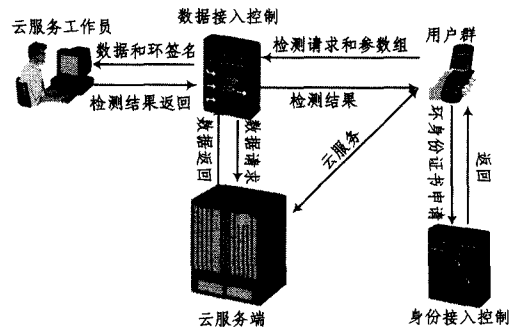 数据接入控制
云服务工作员
用户群
数据和环签名
检测请求和参数组
检测结果返回
检测结果
数据返回
数据请求
云服务
环身份证书申请
返回
云服务端
身份接入控制